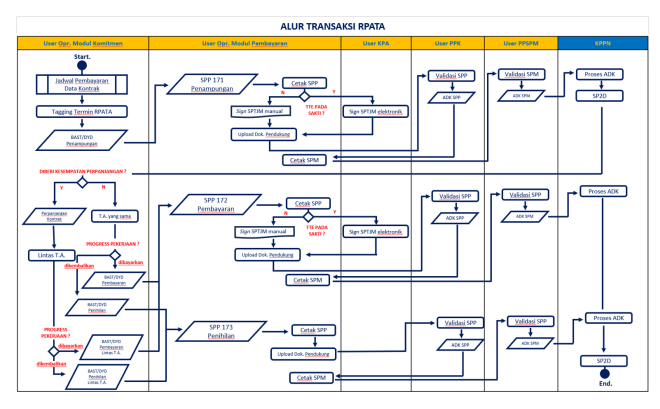 ALUR TRANSAKSI RPATA
User Opr. Modul Komitmen
User Opr. Modul Pembayaran
User KPA
User PPK
User PPSPM
KPPN
Start.
Jadwal Pembayaran
Data Kontrak
Tagging Termin RPATA
BAST/DYD
Penampungan
SPP 171
Penampungan
Cetak SPP
N
Y
TTE PADA
SAKTI ?
Sign SPTJM manual
Sign SPTJM elektronik
Upload Dok. Pendukung
Cetak SPM
Validasi SPP
ADK SPP
Validasi SPM
ADK SPM
Proses ADK
SP2D
DIBERI KESEMPATAN PERPANJANGAN ?
Y
N
Perpanjangan
Kontrak
T.A. yang sama
Lintas T.A.
PROGRESS PEKERJAAN ?
dikembalikan
dibayarkan
BAST/DYD
Pembayaran
BAST/DYD
Penihilan
SPP 172
Pembayaran
Cetak SPP
N
Y
TTE PADA
SAKTI ?
Sign SPTJM manual
Sign SPTJM elektronik
Upload Dok. Pendukung
Cetak SPM
Validasi SPP
ADK SPP
Validasi SPM
ADK SPM
Proses ADK
PROGRESS
PEKERJAAN ?
dibayarkan
dikembalikan
BAST/DYD
Pembayaran
Lintas T.A.
BAST/DYD
Penihilan
Lintas T.A.
SPP 173
Penihilan
Cetak SPP
Upload Dok. Pendukung
Cetak SPM
Validasi SPP
ADK SPP
Validasi SPM
ADK SPM
Proses ADK
SP2D
End.